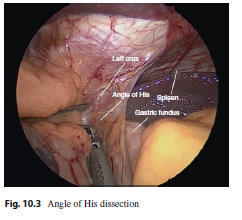 Left crus
Angle of His
Spleen
Gastric fundus
Fig. 10.3 Angle of His dissection